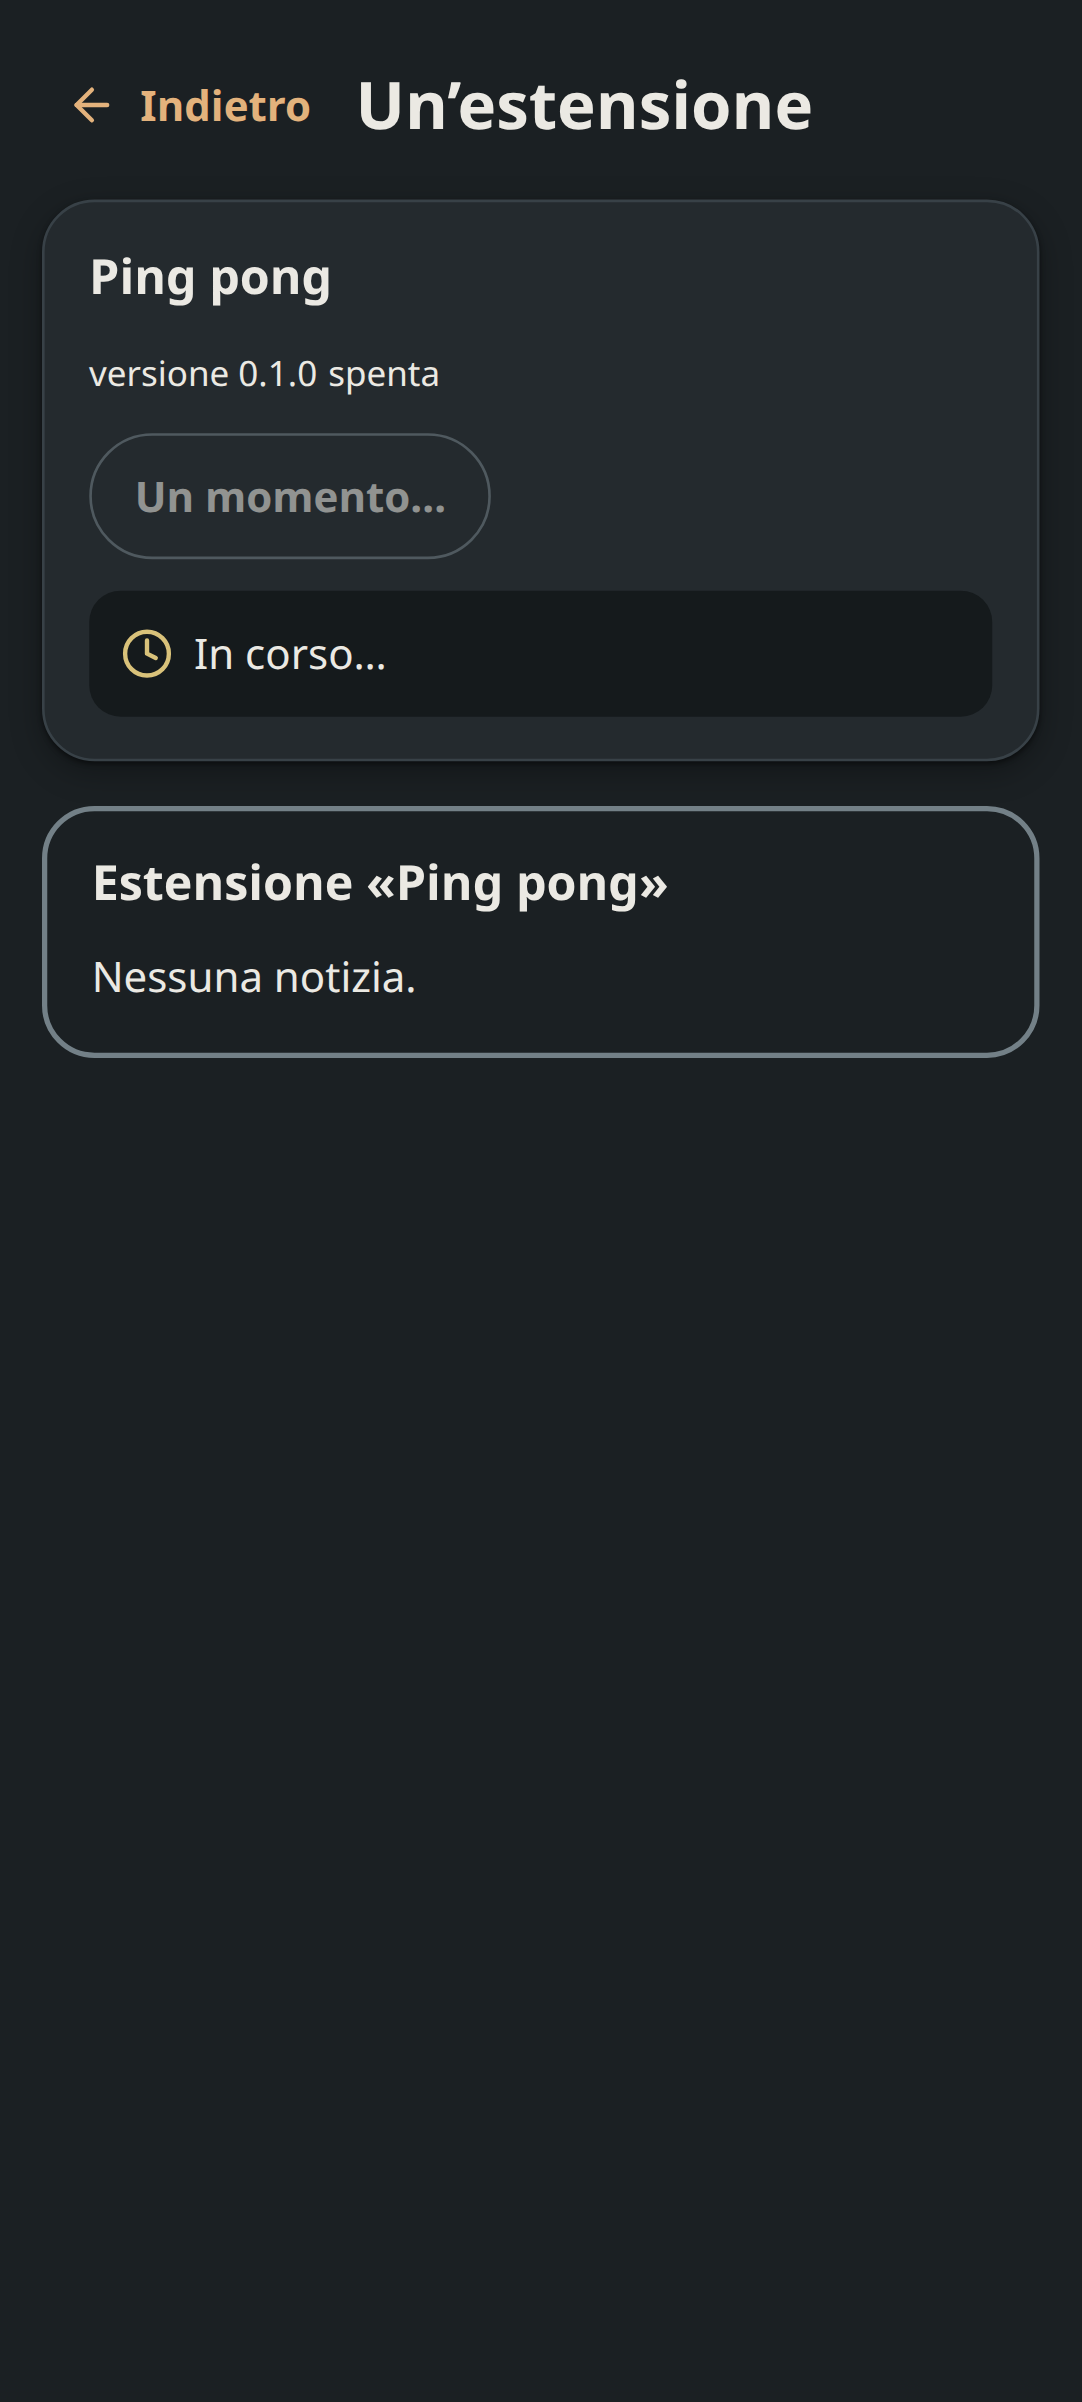 Indietro
Un’estensione
Ping pong
versione 0.1.0 spenta
Un momento…
In corso…
Estensione «Ping pong»
Nessuna notizia.